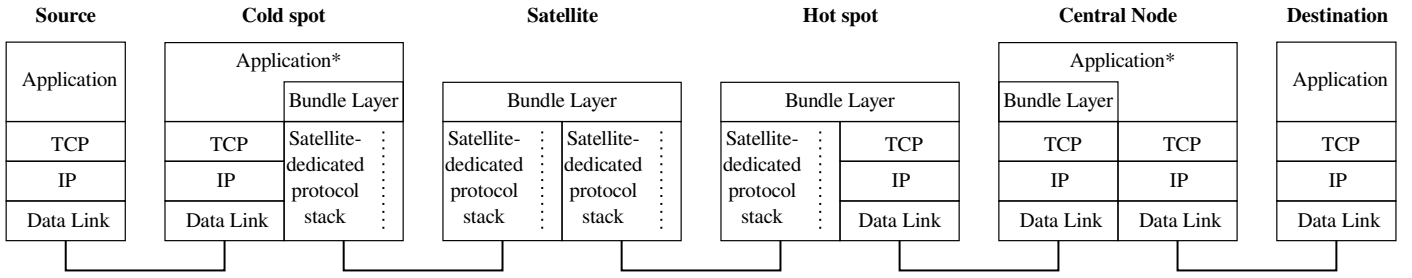 Source
Cold spot
Satellite
Hot spot
Central Node
Destination
Application
TCP
IP
Data Link
Application*
Bundle Layer
TCP
IP
Data Link
Satellite-
dedicated
protocol
stack
Bundle Layer
Satellite-
dedicated
protocol
stack
Satellite-
dedicated
protocol
stack
Bundle Layer
Satellite-
dedicated
protocol
stack
TCP
IP
Data Link
Application*
Bundle Layer
TCP
IP
Data Link
TCP
IP
Data Link
Application
TCP
IP
Data Link